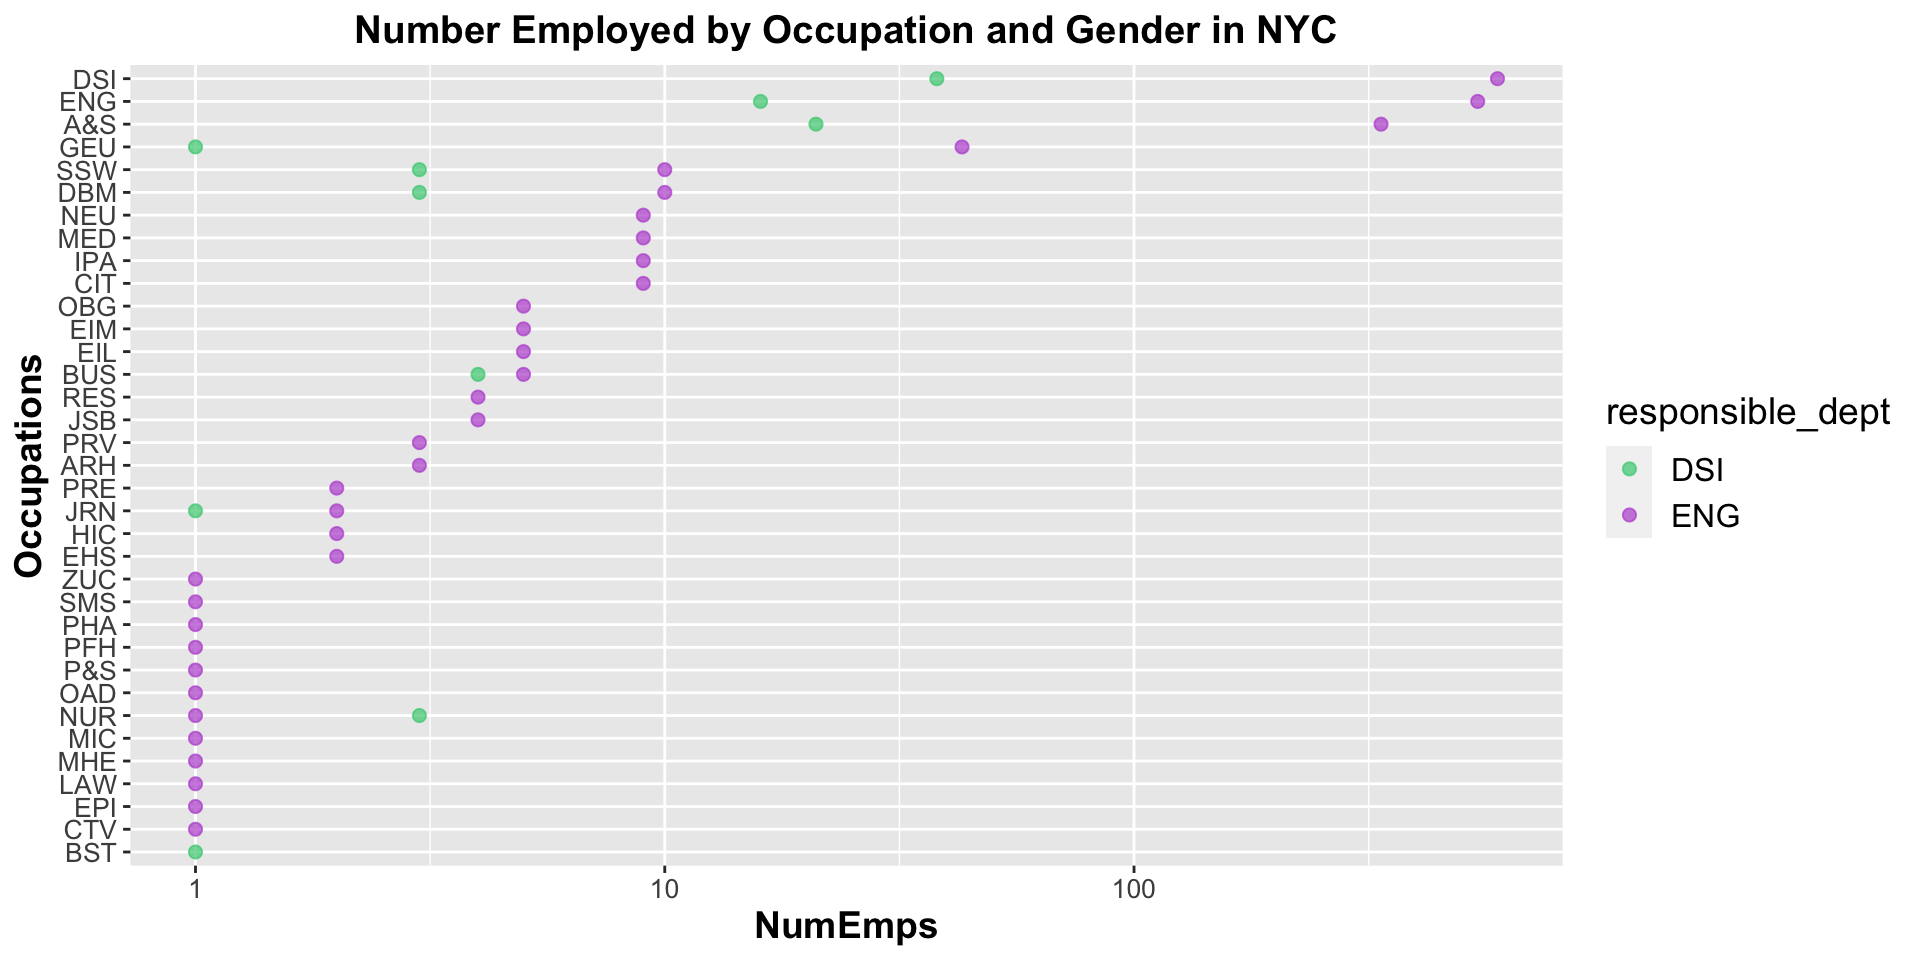 Number Employed by Occupation and Gender in NYC
DSI
ENG
A&S
GEU
SSW
DBM
NEU
MED
IPA
CIT
OBG
EIM
EIL
BUS
RES
JSB
PRV
ARH
PRE
JRN
HIC
EHS
ZUC
SMS
PHA
PFH
P&S
OAD
NUR
MIC
MHE
LAW
EPI
CTV
BST
Occupations
1 10 100
NumEmps
responsible_dept
DSI
ENG